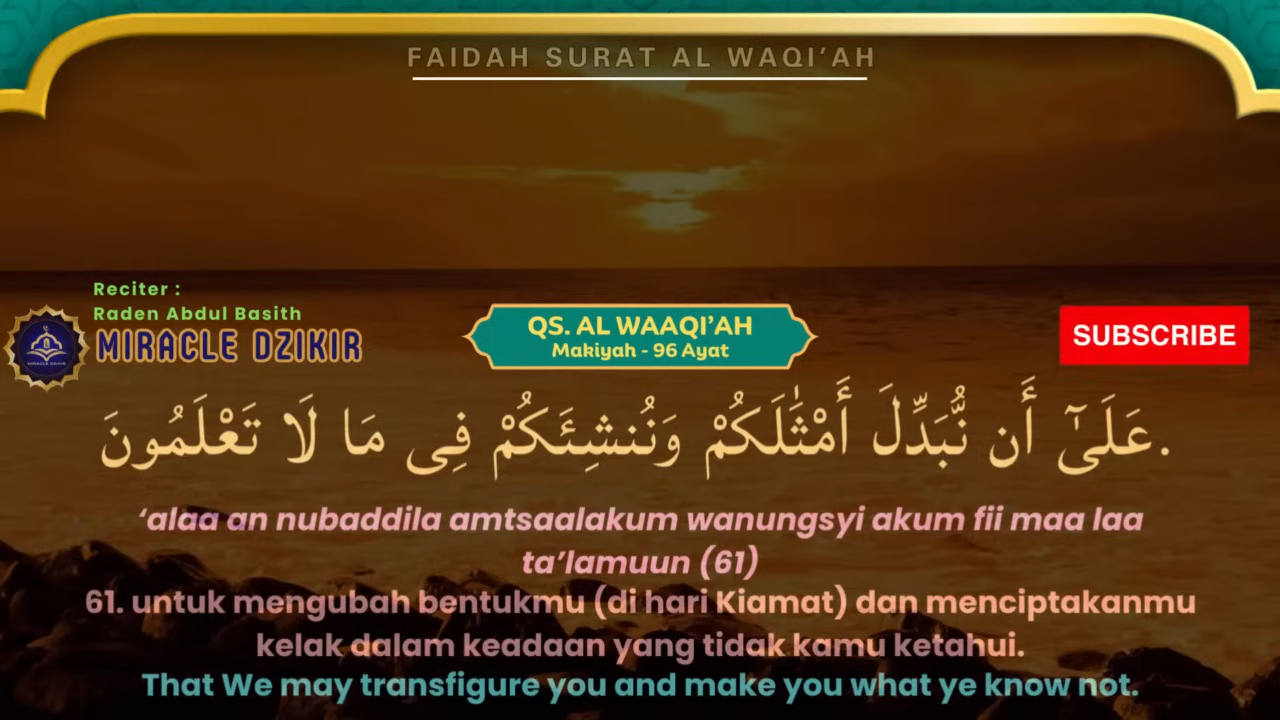 FAIDAH SURAT AL WAQI’AH
Reciter :
Raden Abdul Basith
MIRACLE DZIKIR
QS. AL WAAQI’AH
Makiyah - 96 Ayat
SUBSCRIBE
عَلَىٰٓ أَن نُّبَدِّلَ أَمْثَٰلَكُمْ وَنُنشِئَكُمْ فِى مَا لَا تَعْلَمُونَ.
‘alaa an nubaddila amtsaalakum wanungsyi akum fii maa laa
ta’lamuun (61)
61. untuk mengubah bentukmu (di hari Kiamat) dan menciptakanmu
kelak dalam keadaan yang tidak kamu ketahui.
That We may transfigure you and make you what ye know not.